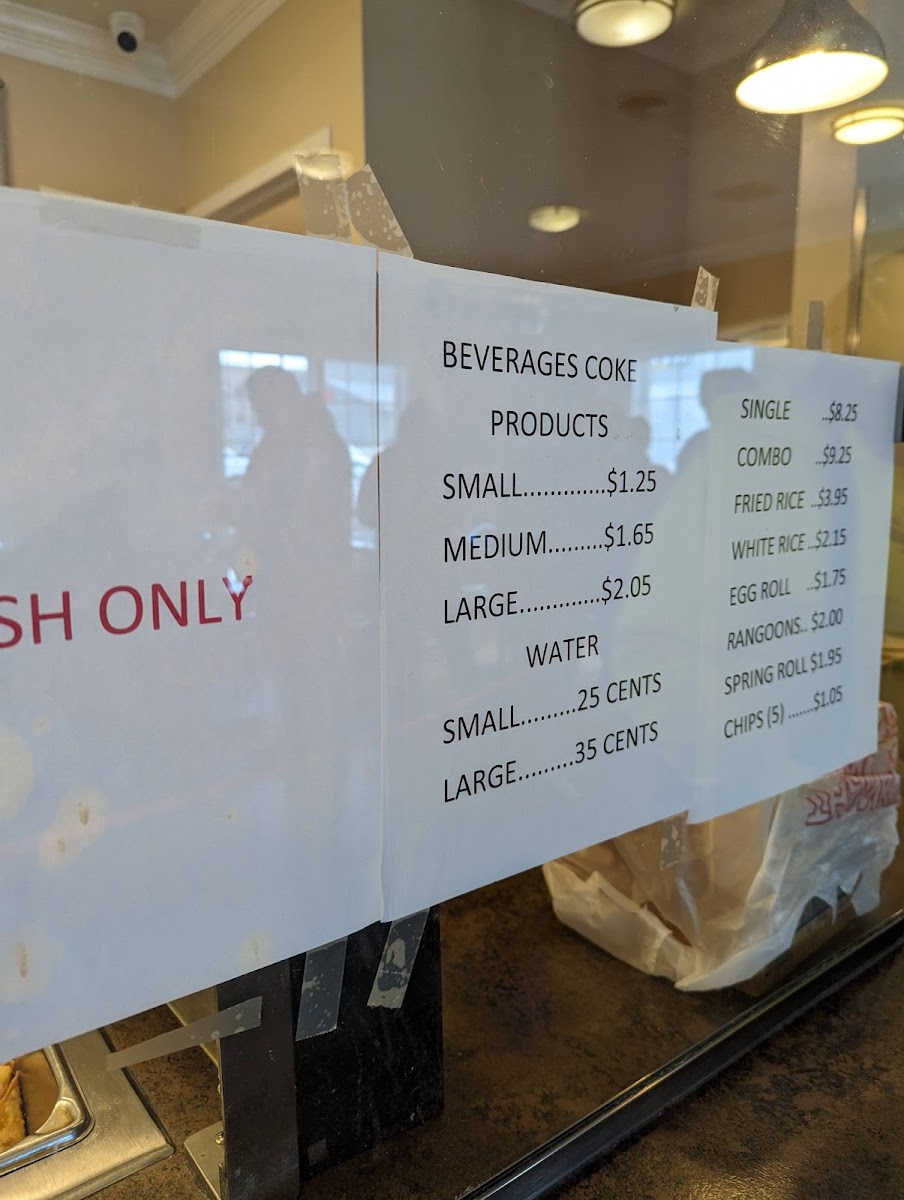 SH ONLY
BEVERAGES COKE
PRODUCTS
SMALL.............$1.25
MEDIUM.........$1.65
LARGE.............$2.05
WATER
SMALL.........25 CENTS
LARGE.........35 CENTS
SINGLE ..$8.25
COMBO ..$9.25
FRIED RICE ..$3.95
WHITE RICE ..$2.15
EGG ROLL ..$1.75
RANGOONS.. $2.00
SPRING ROLL $1.95
CHIPS (5) .......$1.05